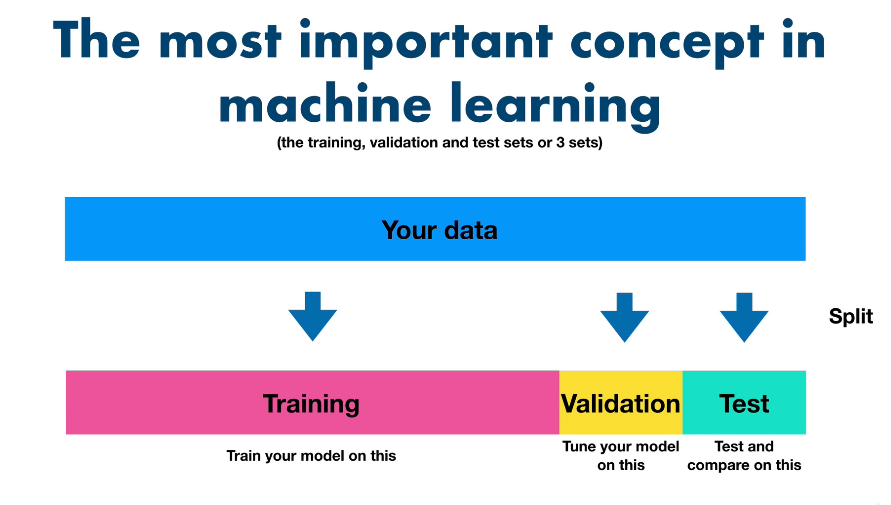 The most important concept in
machine learning
(the training, validation and test sets or 3 sets)
Your data
Split
Training
Validation
Test
Train your model on this
Tune your model
on this
Test and
compare on this